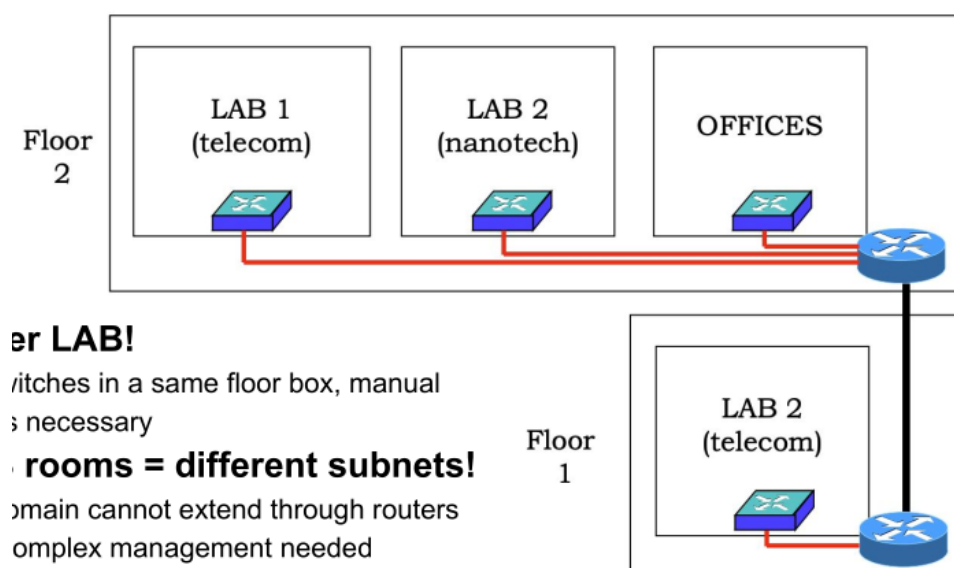 LAB 1
(telecom)
LAB 2
(nanotech)
OFFICES
Floor
2
er LAB!
witches in a same floor box, manual
s necessary
rooms = different subnets!
omain cannot extend through routers
omplex management needed
Floor
1
LAB 2
(telecom)